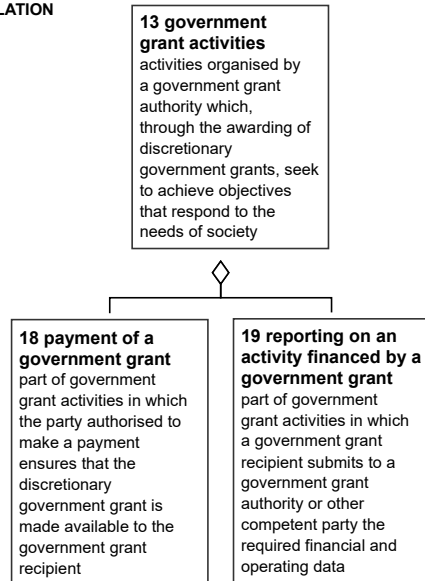 13 government
grant activities
activities organised by
a government grant
authority which,
through the awarding of
discretionary
government grants, seek
to achieve objectives
that respond to the
needs of society
18 payment of a
government grant
part of government
grant activities in which
the party authorised to
make a payment
ensures that the
discretionary
government grant is
made available to the
government grant
recipient
19 reporting on an
activity financed by a
government grant
part of government
grant activities in which
a government grant
recipient submits to a
government grant
authority or other
competent party the
required financial and
operating data